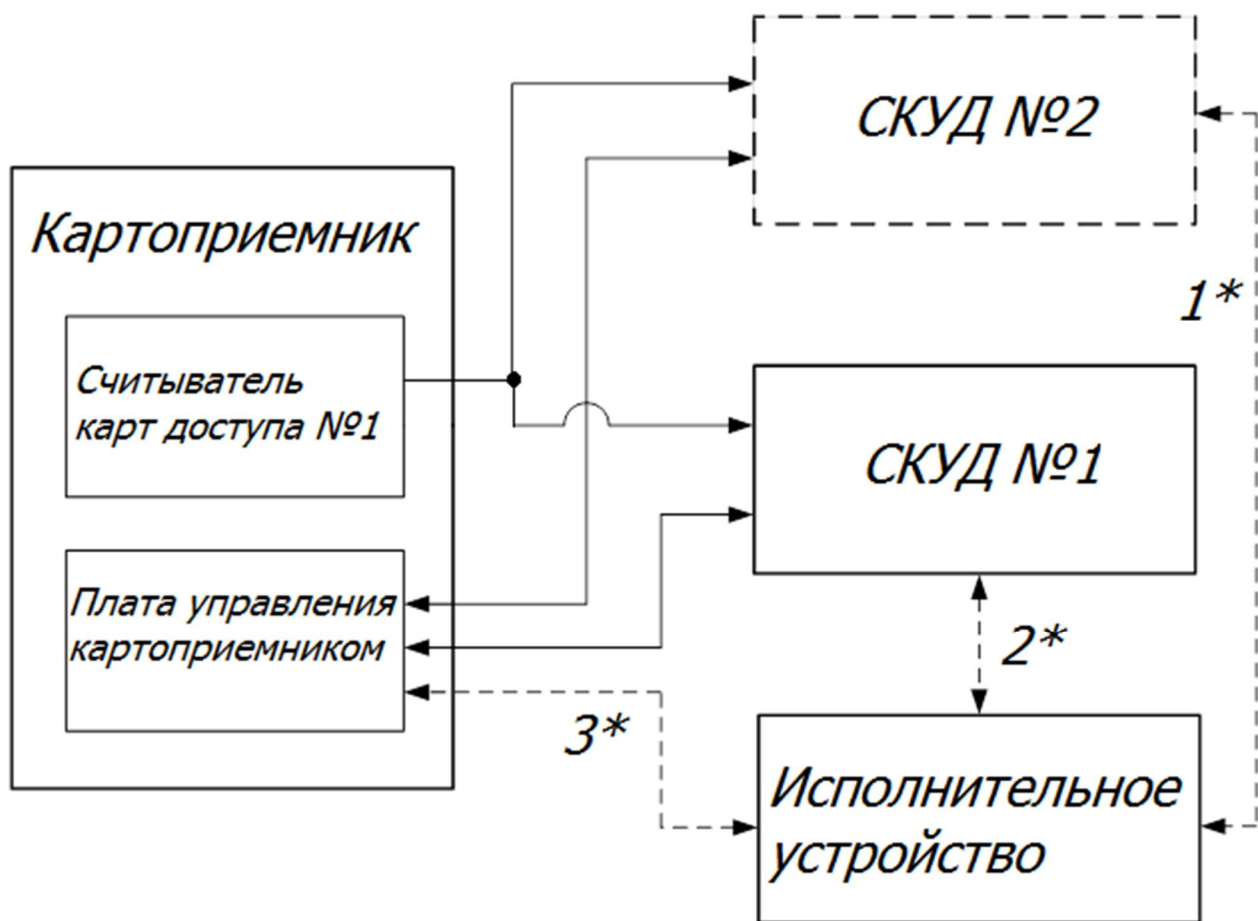 СКУД №2
Картоприемник
1*
Считыватель
карт доступа №1
СКУД №1
Плата управления
картоприемником
2*
3*
Исполнительное
устройство